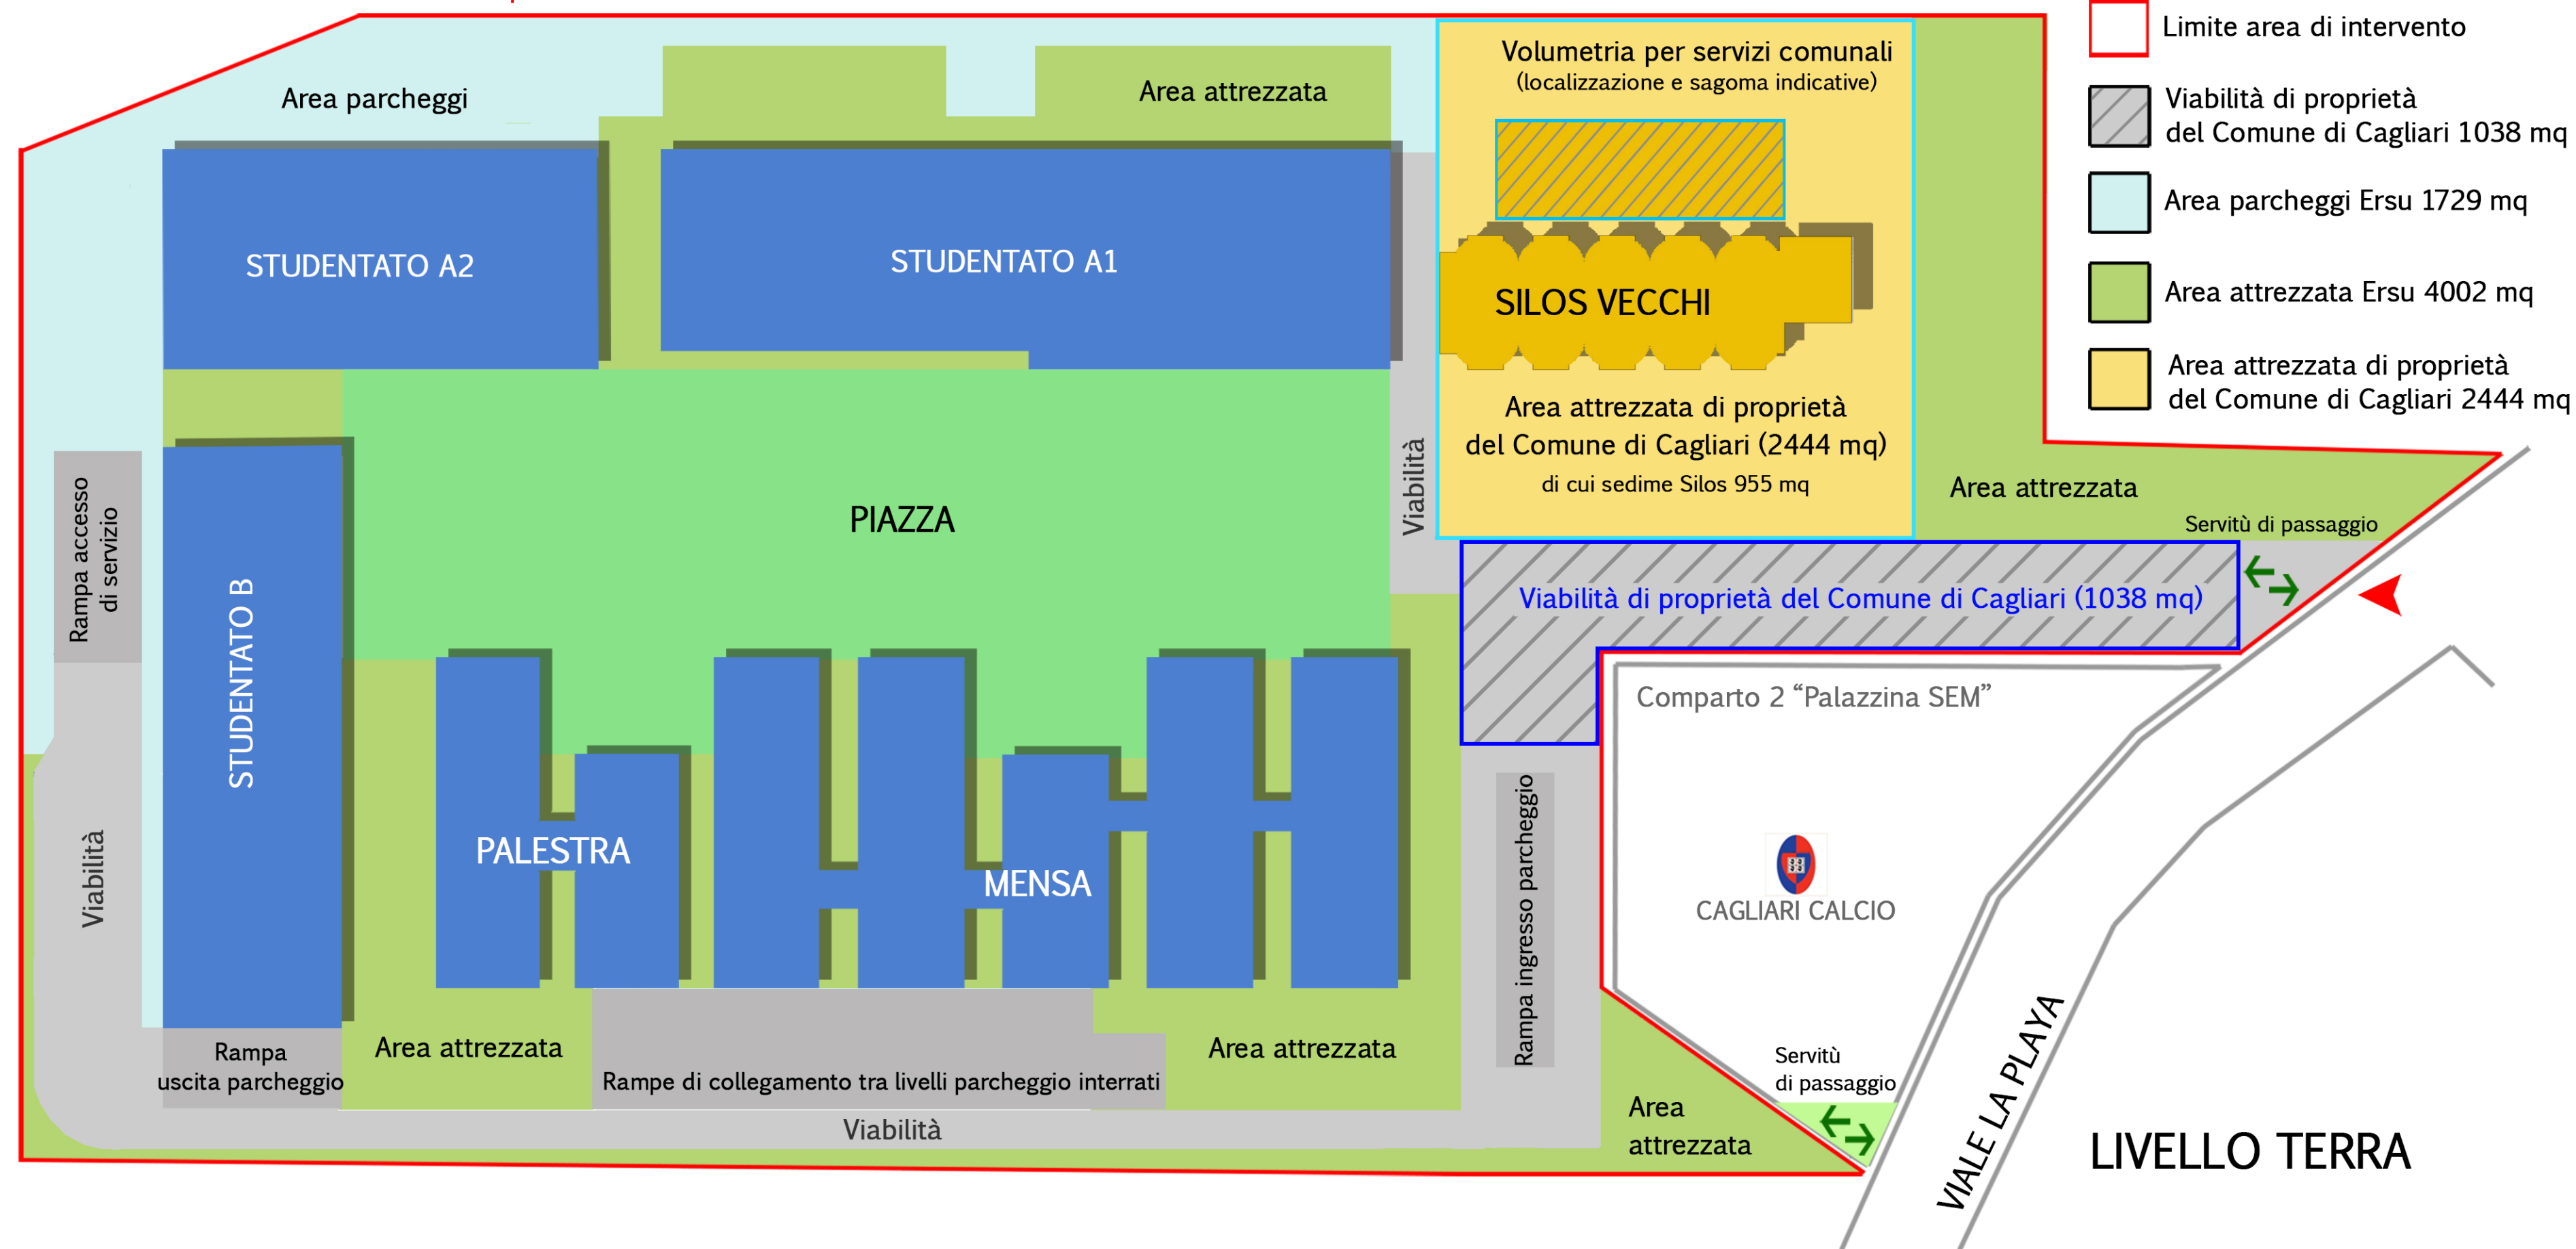 Limite area di intervento
Viabilità di proprietà
del Comune di Cagliari 1038 mq
Area parcheggi Ersu 1729 mq
Area attrezzata Ersu 4002 mq
Area attrezzata di proprietà
del Comune di Cagliari 2444 mq
Volumetria per servizi comunali
(localizzazione e sagoma indicative)
Area parcheggi
Area attrezzata
STUDENTATO A2
STUDENTATO A1
SILOS VECCHI
Area attrezzata di proprietà
del Comune di Cagliari (2444 mq)
di cui sedime Silos 955 mq
Viabilità
Area attrezzata
Servitù di passaggio
PIAZZA
Rampa accesso
di servizio
STUDENTATO B
Viabilità di proprietà del Comune di Cagliari (1038 mq)
Comparto 2 “Palazzina SEM”
CAGLIARI CALCIO
Viabilità
PALESTRA
MENSA
Rampa ingresso parcheggio
Rampa
uscita parcheggio
Area attrezzata
Rampe di collegamento tra livelli parcheggio interrati
Area attrezzata
Viabilità
Servitù
di passaggio
Area
attrezzata
VIALE LA PLAYA
LIVELLO TERRA